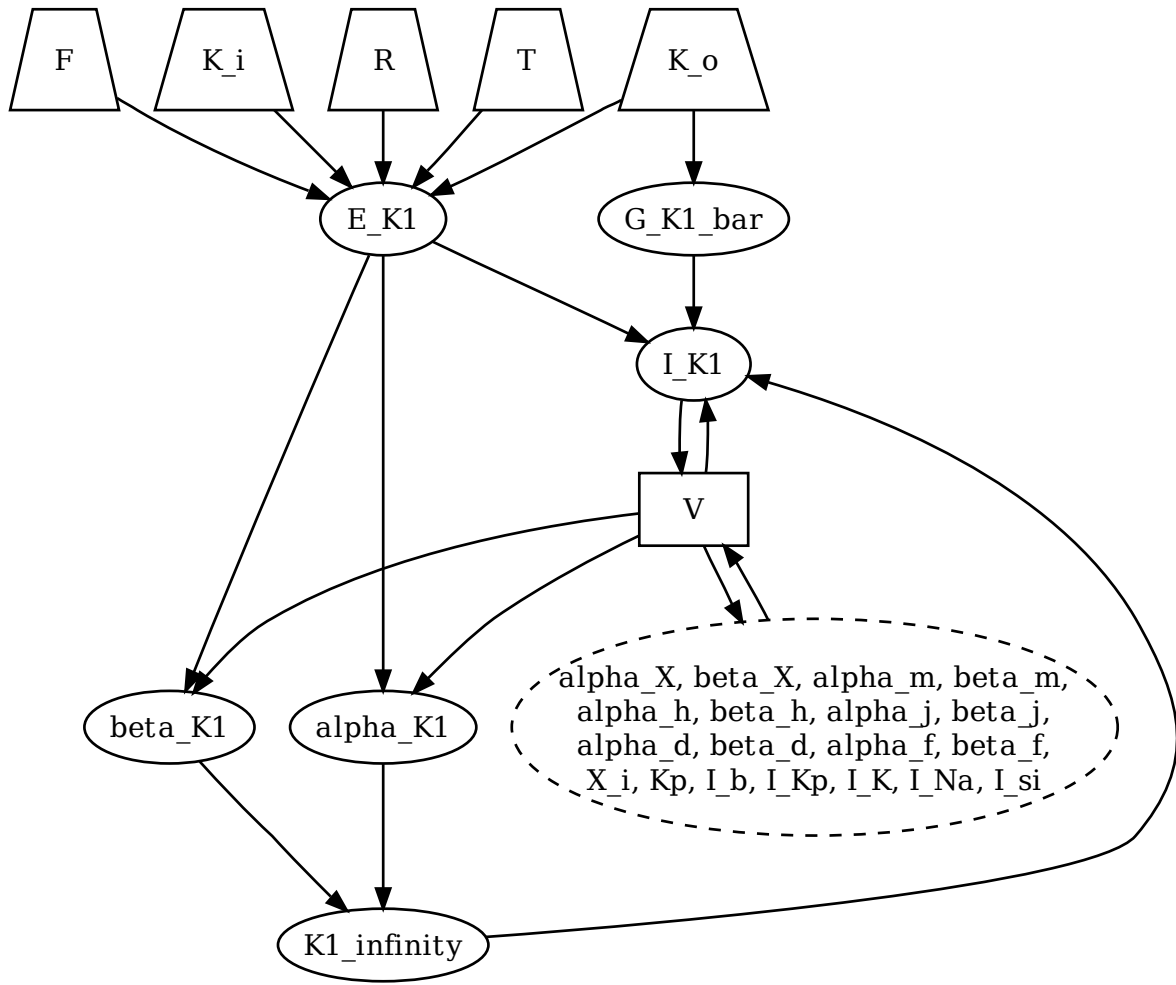 F
K_i
R
T
K_o
E_K1
G_K1_bar
I_K1
V
alpha_X, beta_X, alpha_m, beta_m,
alpha_h, beta_h, alpha_j, beta_j,
alpha_d, beta_d, alpha_f, beta_f,
X_i, Kp, I_b, I_Kp, I_K, I_Na, I_si
beta_K1
alpha_K1
K1_infinity